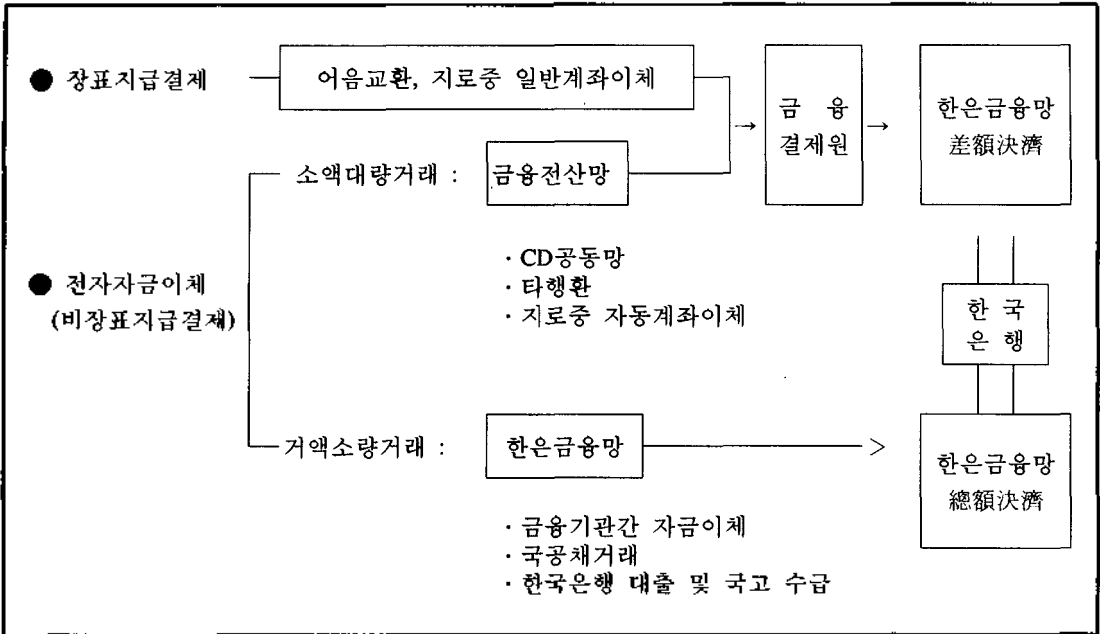 ● 장표지급결제
어음교환, 지로중 일반계좌이체
금 융
결제원
→
→
한은금융망
差額決濟
소액대량거래 :
금융전산망
· CD공동망
· 타행환
· 지로중 자동계좌이체
● 전자자금이체
(비장표지급결제)
한 국
은 행
거액소량거래 :
한은금융망
>
한은금융망
總額決濟
· 금융기관간 자금이체
· 국공채거래
· 한국은행 대출 및 국고 수급